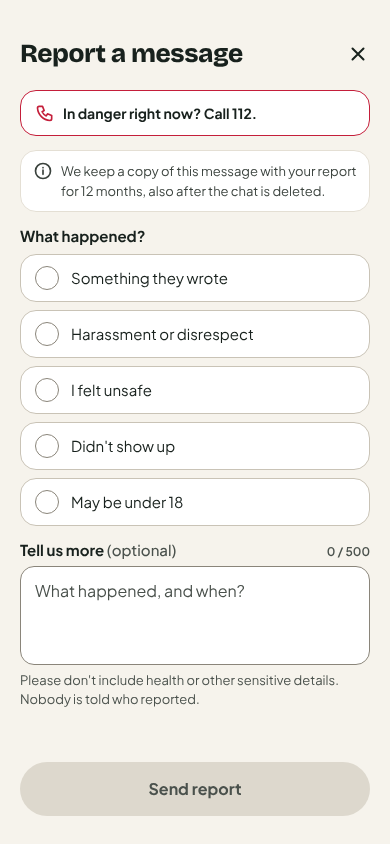 Report a message
In danger right now? Call 112.
We keep a copy of this message with your report
for 12 months, also after the chat is deleted.
What happened?
Something they wrote
Harassment or disrespect
I felt unsafe
Didn't show up
May be under 18
Tell us more (optional) 0 / 500
What happened, and when?
Please don't include health or other sensitive details.
Nobody is told who reported.
Send report